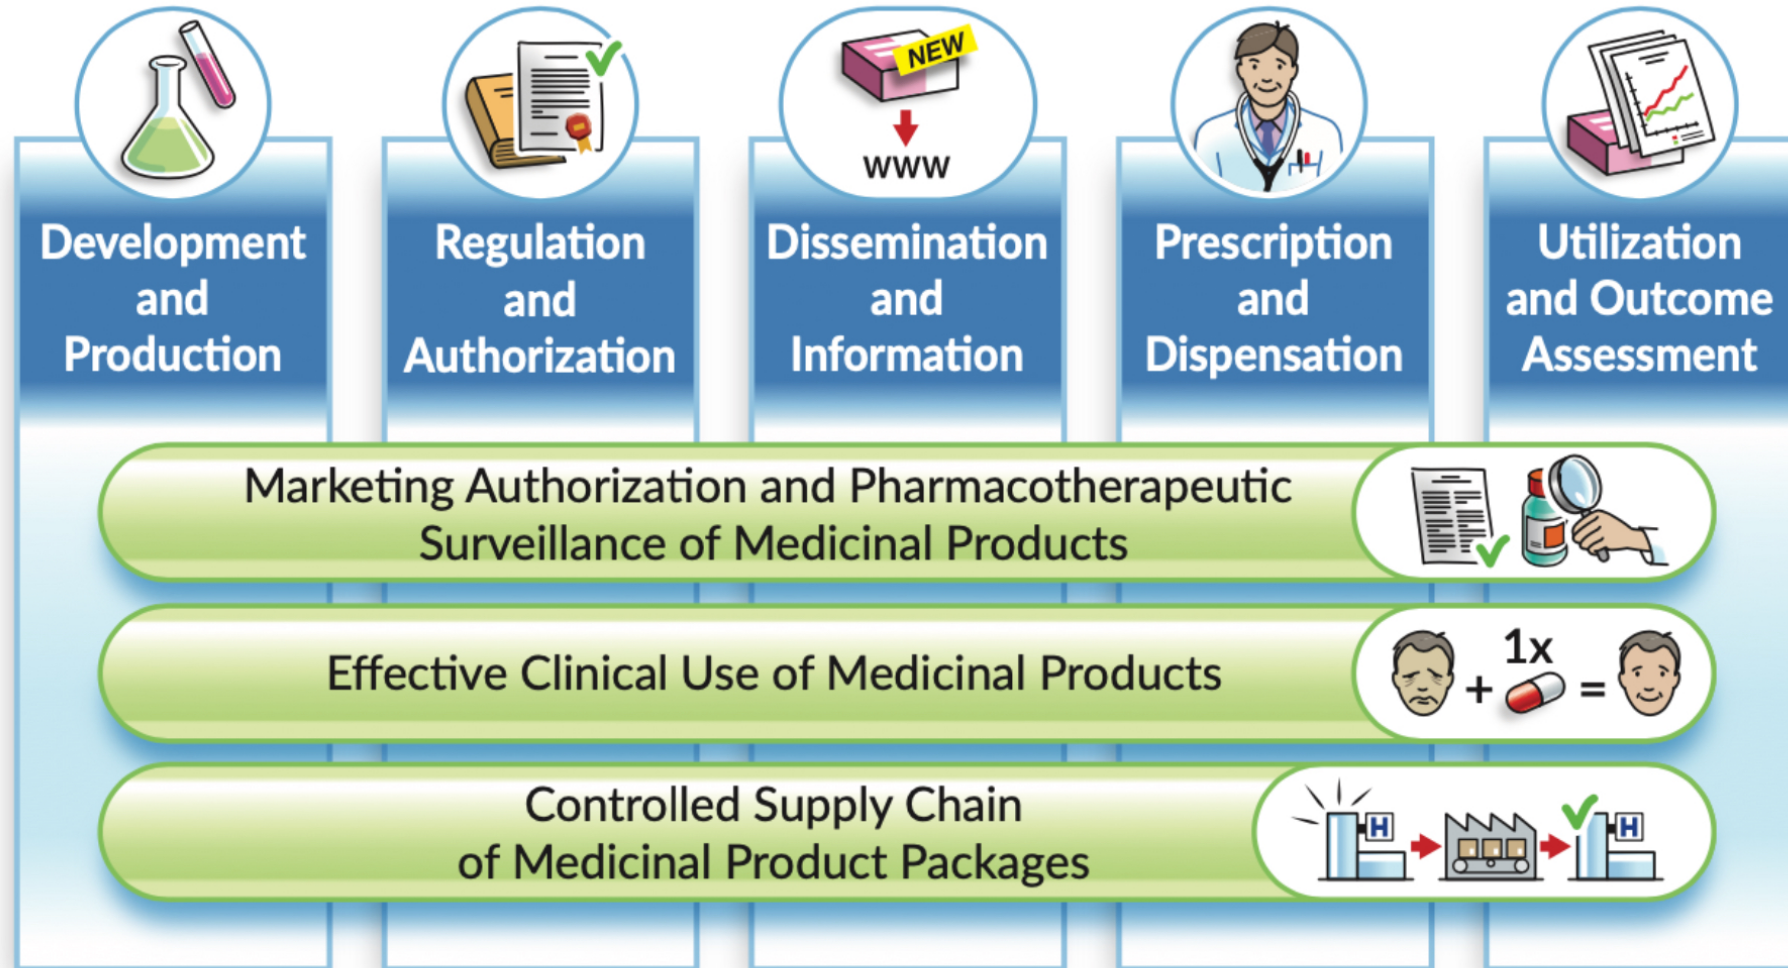 NEW
WWW
Development
and
Production
Regulation
and
Authorization
Dissemination
and
Information
Prescription
and
Dispensation
Utilization
and Outcome
Assessment
Marketing Authorization and Pharmacotherapeutic
Surveillance of Medicinal Products
Effective Clinical Use of Medicinal Products
1x
+ =
Controlled Supply Chain
of Medicinal Product Packages
H
H